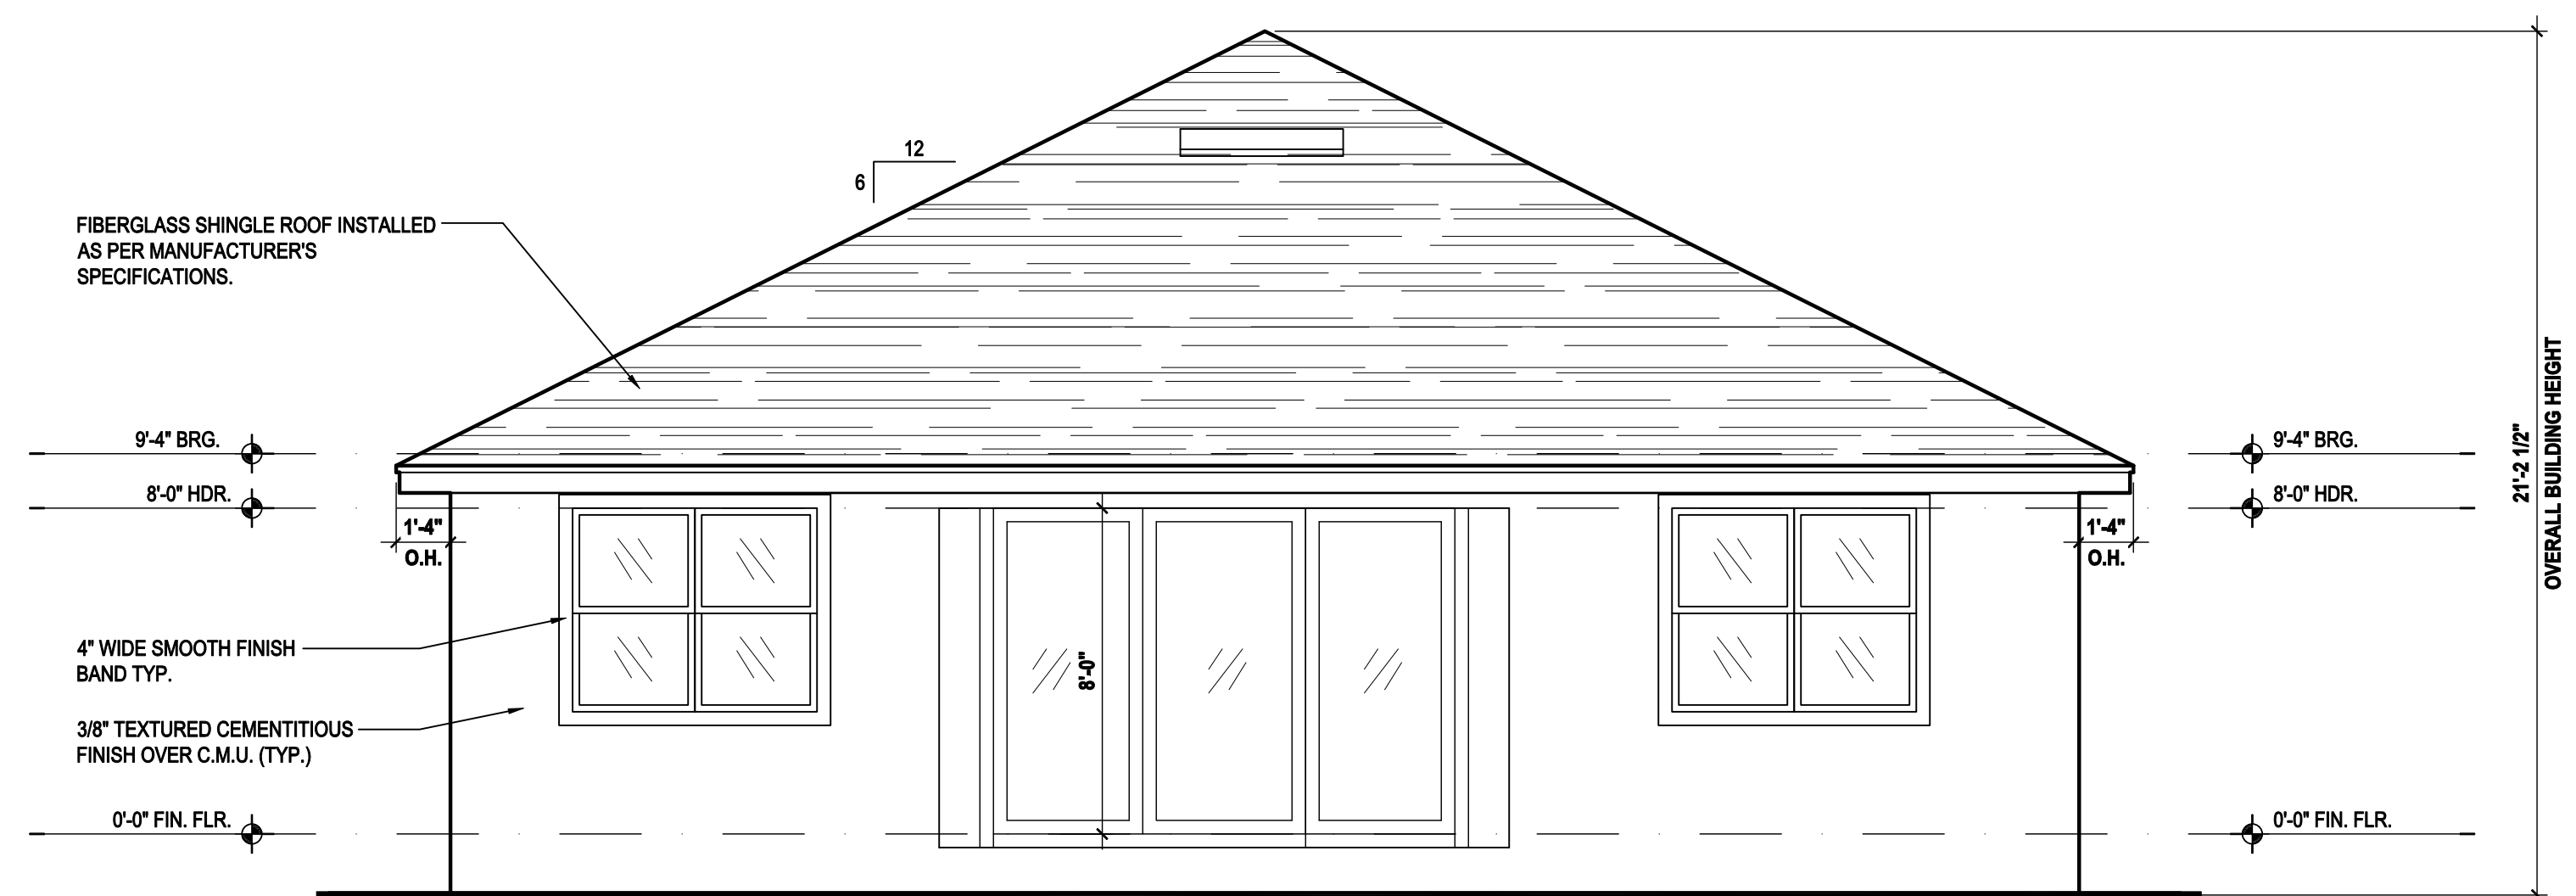 12
6
FIBERGLASS SHINGLE ROOF INSTALLED
AS PER MANUFACTURER'S
SPECIFICATIONS.
9'-4" BRG.
8'-0" HDR.
1'-4"
O.H.
4" WIDE SMOOTH FINISH
BAND TYP.
3/8" TEXTURED CEMENTITIOUS
FINISH OVER C.M.U. (TYP.)
0'-0" FIN. FLR.
8'-0"
9'-4" BRG.
8'-0" HDR.
1'-4"
O.H.
0'-0" FIN. FLR.
21'-2 1/2"
OVERALL BUILDING HEIGHT